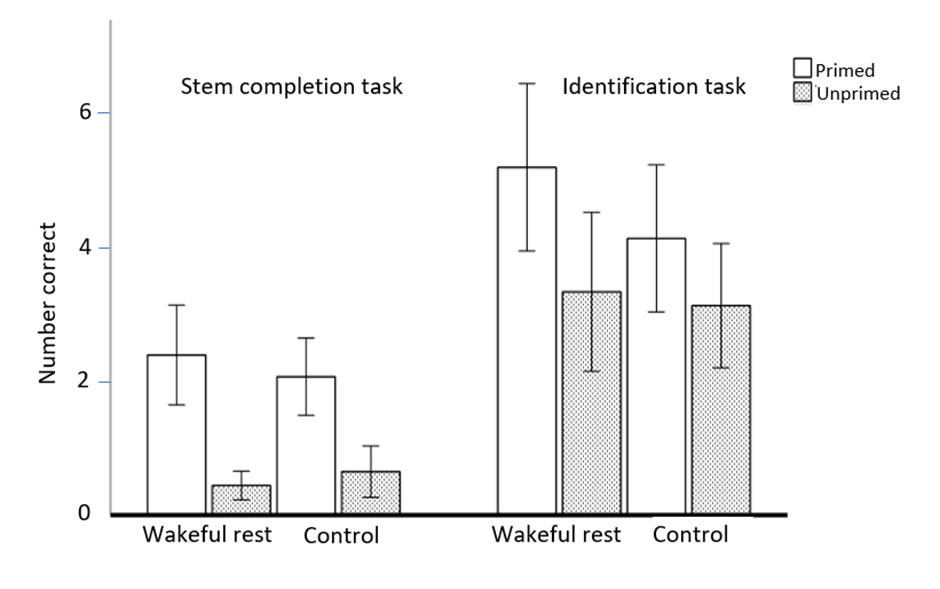 Stem completion task
Identification task
Primed
Unprimed
6
4
2
0
Number correct
Wakeful rest
Control
Wakeful rest
Control